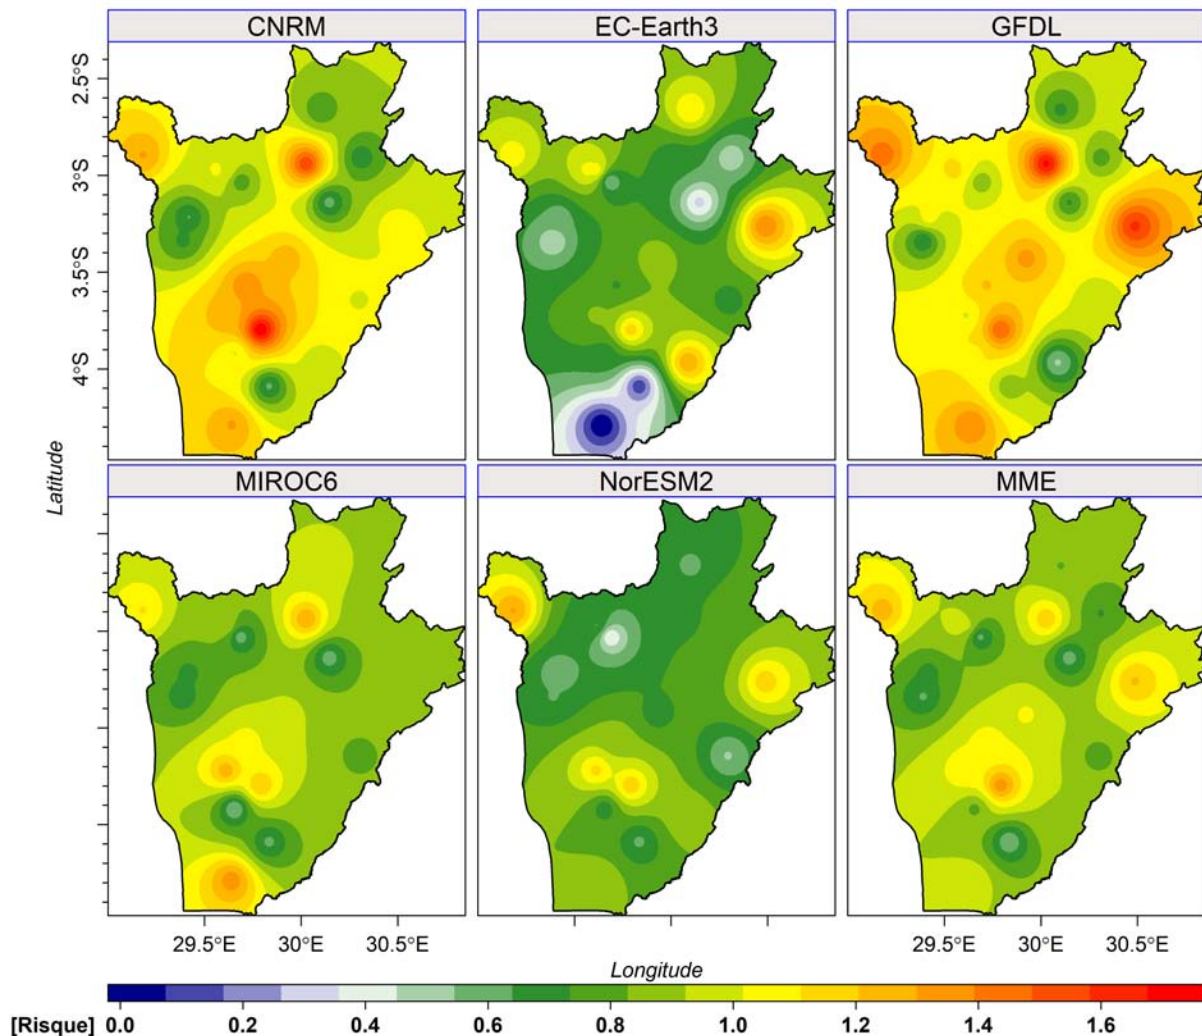 CNRM EC-Earth3 GFDL
2.5°S
3°S
3.5°S
4°S
Latitude
MIROC6 NorESM2 MME
29.5°E 30°E 30.5°E 29.5°E 30°E 30.5°E
Longitude
[Risque] 0.0 0.2 0.4 0.6 0.8 1.0 1.2 1.4 1.6